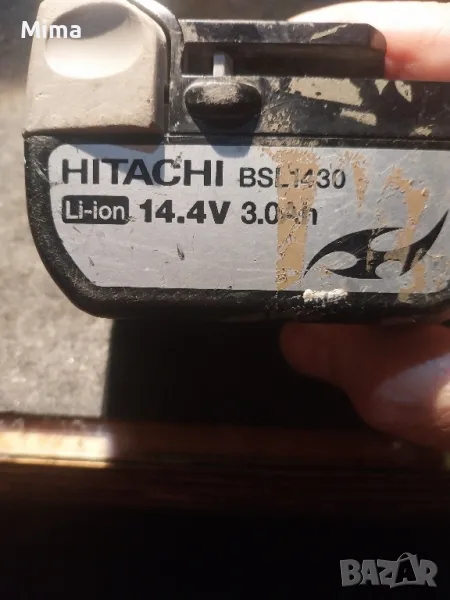 Mima
HITACHI BSL1430
Li-ion 14.4V 3.0Ah
BAZAR